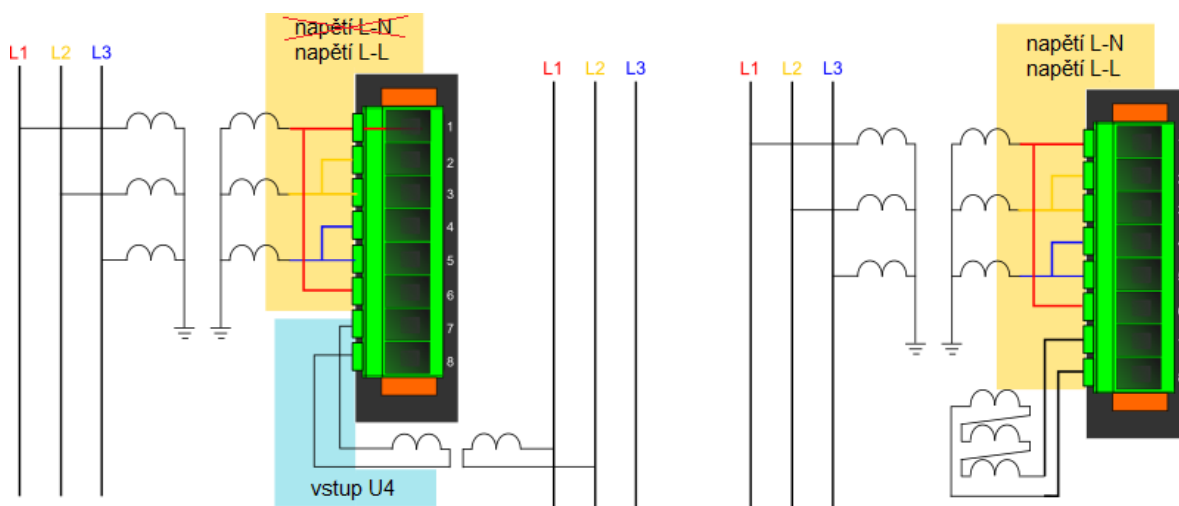 napětí L-N
napětí L-L
L1 L2 L3
L1 L2 L3
1
2
3
4
5
6
7
8
vstup U4
L1 L2 L3
napětí L-N
napětí L-L